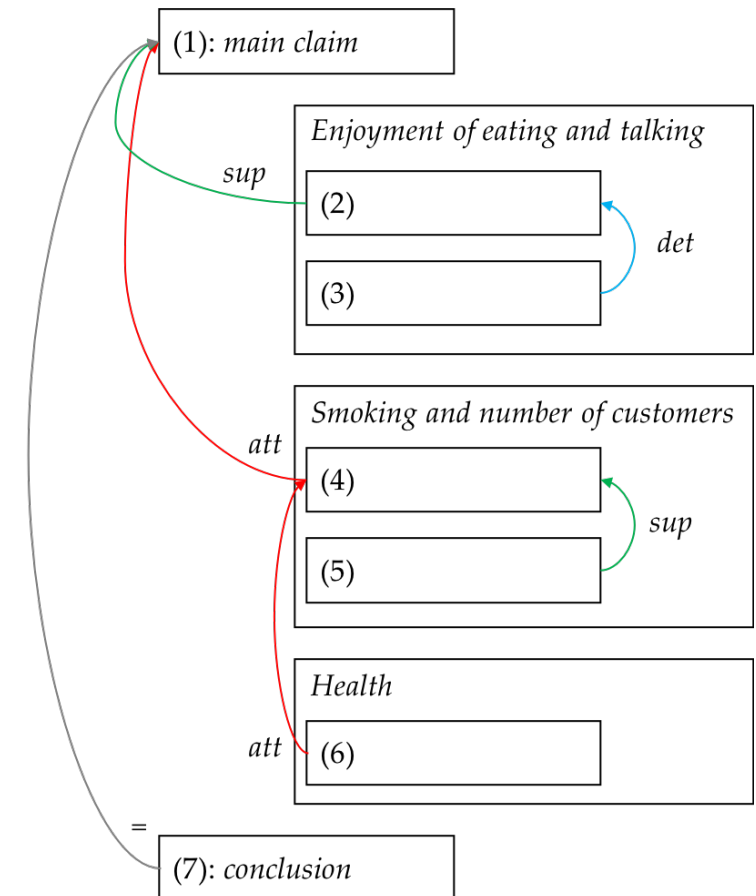 (1): main claim
Enjoyment of eating and talking
sup
(2)
det
(3)
Smoking and number of customers
att
(4)
sup
(5)
Health
att
(6)
=
(7): conclusion